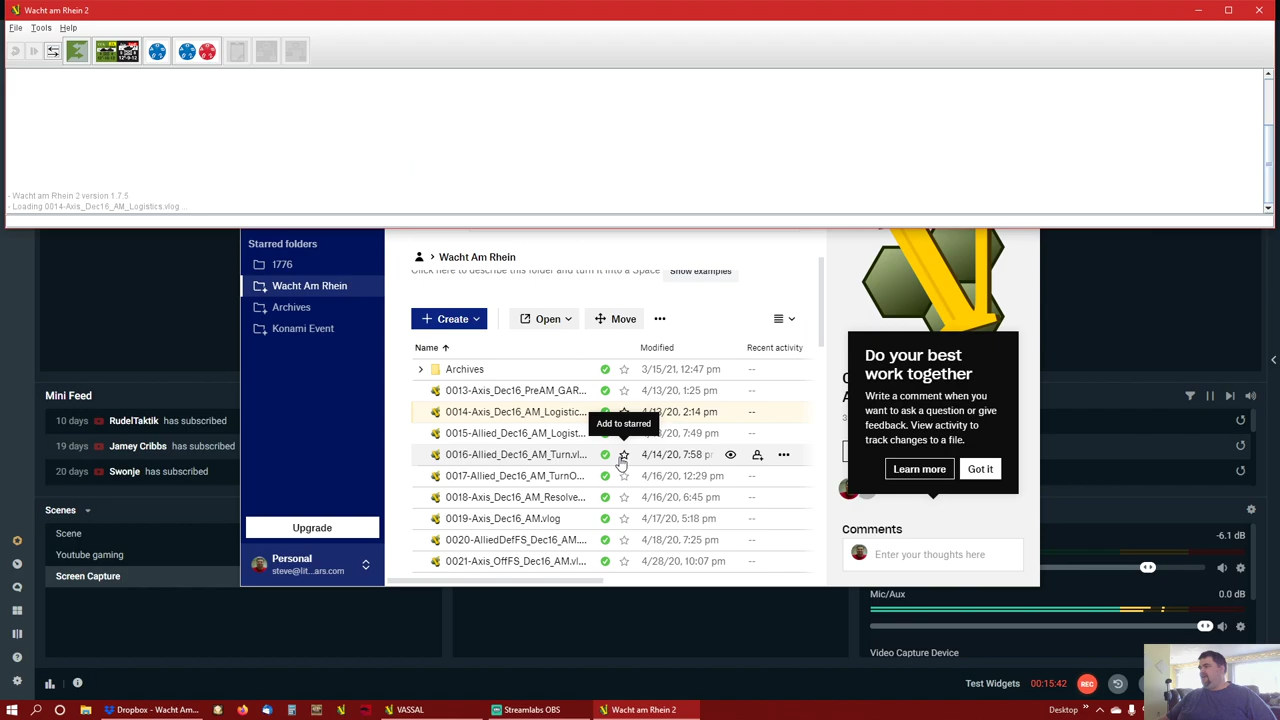 Wacht am Rhein 2
File Tools Help
- Wacht am Rhein 2 version 1.7.5
- Loading 0014-Axis_Dec16_AM_Logistics.vlog ...
Starred folders
1776
Wacht Am Rhein
Archives
Konami Event
Upgrade
Personal
steve@lit...ars.com
> Wacht Am Rhein
Click here to describe this folder and turn it into a Space
Show examples
Create
Open
Move
Name
Modified
Recent activity
Archives 3/15/21, 12:47 pm --
0013-Axis_Dec16_PreAM_GAR... 4/13/20, 1:25 pm --
0014-Axis_Dec16_AM_Logistic... 4/13/20, 2:14 pm --
Add to starred
0015-Allied_Dec16_AM_Logist... 7:49 pm --
0016-Allied_Dec16_AM_Turn.vl... 4/14/20, 7:58 p
0017-Allied_Dec16_AM_TurnO... 4/16/20, 12:29 pm --
0018-Axis_Dec16_AM_Resolve... 4/16/20, 6:45 pm --
0019-Axis_Dec16_AM.vlog 4/17/20, 5:18 pm --
0020-AlliedDefFS_Dec16_AM... 4/18/20, 7:25 pm --
0021-Axis_OffFS_Dec16_AM.vl... 4/28/20, 10:07 pm --
Do your best
work together
Write a comment when you
want to ask a question or give
feedback. View activity to
track changes to a file.
Learn more
Got it
Comments
Enter your thoughts here
Mini Feed
10 days RudelTaktik has subscribed
19 days Jamey Cribbs has subscribed
20 days Swonje has subscribed
Scenes
Scene
Youtube gaming
Screen Capture
-6.1 dB
Mic/Aux
0.0 dB
Video Capture Device
Test Widgets
REC
00:15:42
Dropbox - Wacht Am...
VASSAL
Streamlabs OBS
Wacht am Rhein 2
Desktop